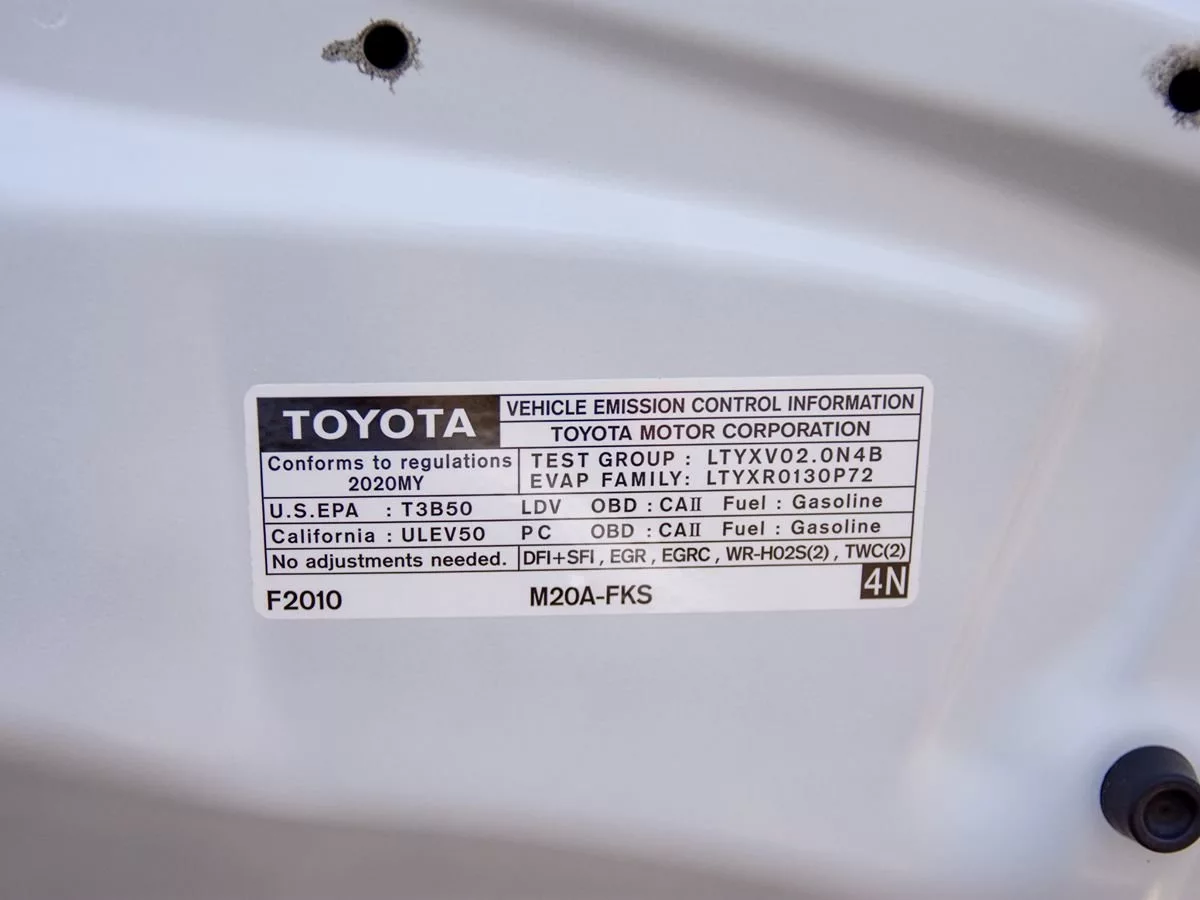 TOYOTA
VEHICLE EMISSION CONTROL INFORMATION
TOYOTA MOTOR CORPORATION
Conforms to regulations
2020MY
TEST GROUP : LTYXV02.0N4B
EVAP FAMILY: LTYXR0130P72
U.S.EPA : T3B50 LDV OBD : CAII Fuel : Gasoline
California : ULEV50 PC OBD : CAII Fuel : Gasoline
No adjustments needed. DFI+SFI , EGR , EGRC , WR-HO2S(2) , TWC(2)
F2010 M20A-FKS 4N